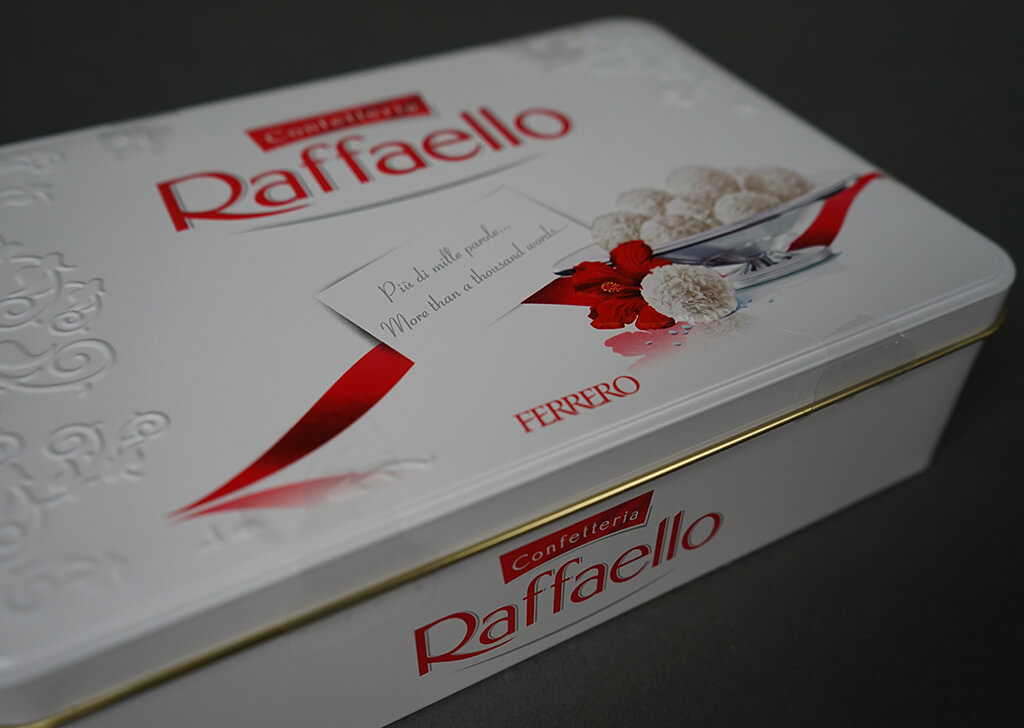 Confetteria
Raffaello
Più di mille parole...
More than a thousand words...
FERRERO
Confetteria
Raffaello